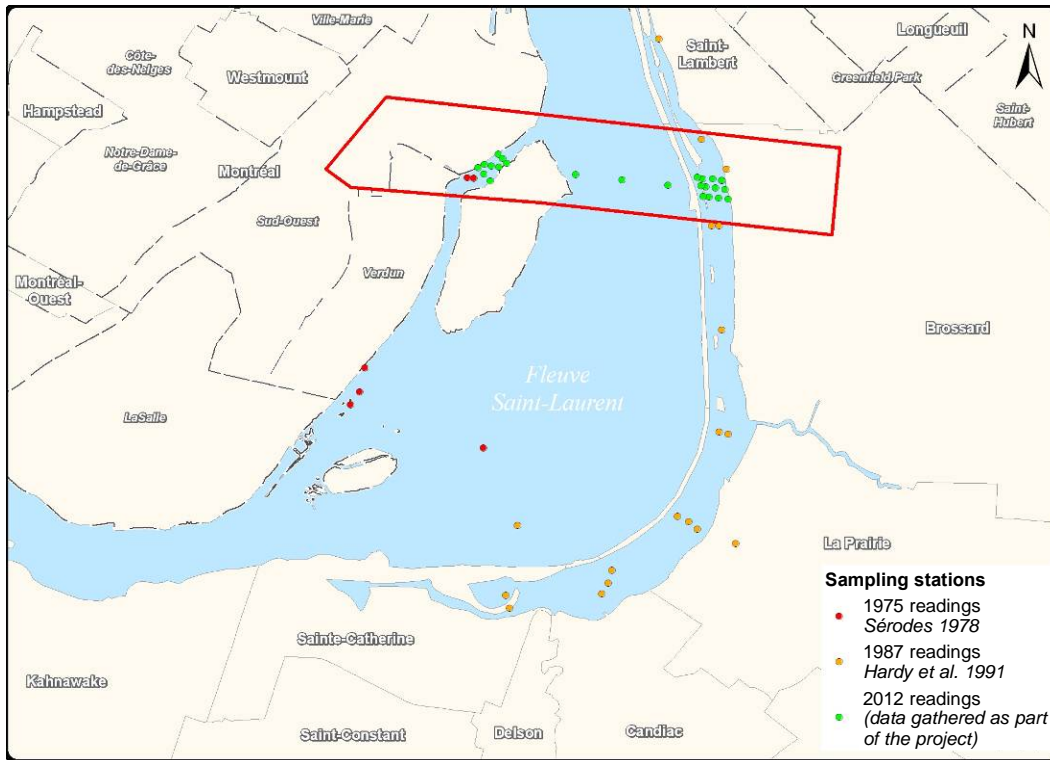 Ville-Marie
Longueuil
N
Saint-
Lambert
Côte-
des-Neiges
Westmount
Greenfield Park
Hampstead
Saint-
Hubert
Notre-Dame-
de-Grâce
Montréal
Sud-Ouest
Verdun
Montréal-
Ouest
Brossard
Fleuve
Saint-Laurent
LaSalle
La Prairie
Sainte-Catherine
Kahnawake
Saint-Constant
Delson
Candiac
Sampling stations
1975 readings
Sérodes 1978
1987 readings
Hardy et al. 1991
2012 readings
(data gathered as part
of the project)